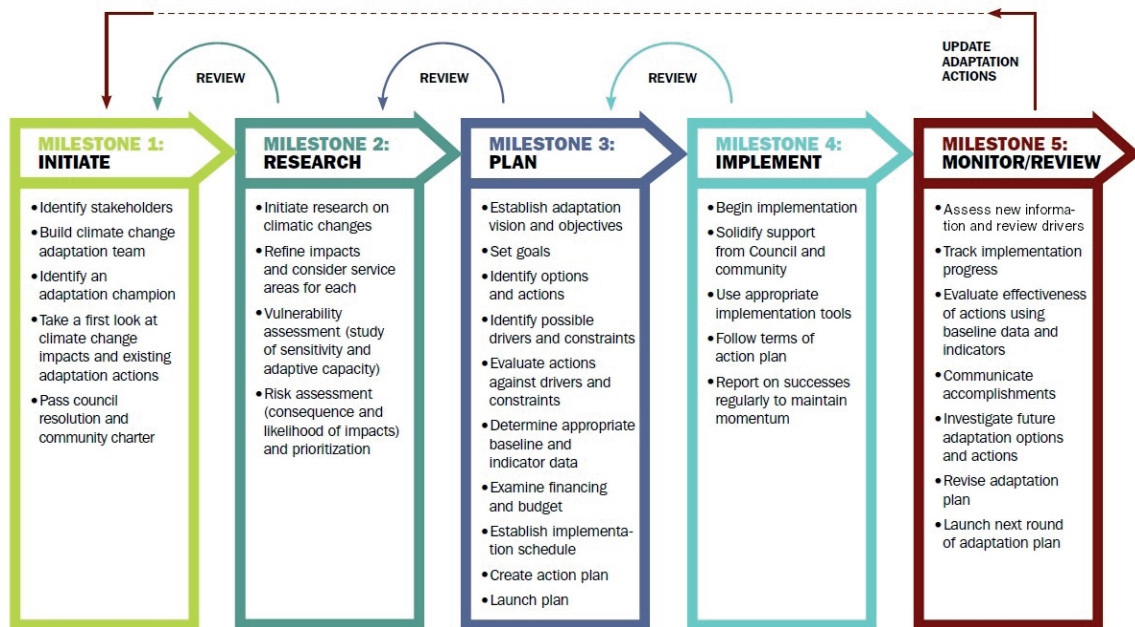 UPDATE
ADAPTATION
ACTIONS
REVIEW
REVIEW
REVIEW
MILESTONE 1:
INITIATE
• Identify stakeholders
• Build climate change
adaptation team
• Identify an
adaptation champion
• Take a first look at
climate change
impacts and existing
adaptation actions
• Pass council
resolution and
community charter
MILESTONE 2:
RESEARCH
• Initiate research on
climatic changes
• Refine impacts
and consider service
areas for each
• Vulnerability
assessment (study
of sensitivity and
adaptive capacity)
• Risk assessment
(consequence and
likelihood of impacts)
and prioritization
MILESTONE 3:
PLAN
• Establish adaptation
vision and objectives
• Set goals
• Identify options
and actions
• Identify possible
drivers and constraints
• Evaluate actions
against drivers and
constraints
• Determine appropriate
baseline and
indicator data
• Examine financing
and budget
• Establish implementa-
tion schedule
• Create action plan
• Launch plan
MILESTONE 4:
IMPLEMENT
• Begin implementation
• Solidify support
from Council and
community
• Use appropriate
implementation tools
• Follow terms of
action plan
• Report on successes
regularly to maintain
momentum
MILESTONE 5:
MONITOR/REVIEW
• Assess new informa-
tion and review drivers
• Track implementation
progress
• Evaluate effectiveness
of actions using
baseline data and
indicators
• Communicate
accomplishments
• Investigate future
adaptation options
and actions
• Revise adaptation
plan
• Launch next round
of adaptation plan